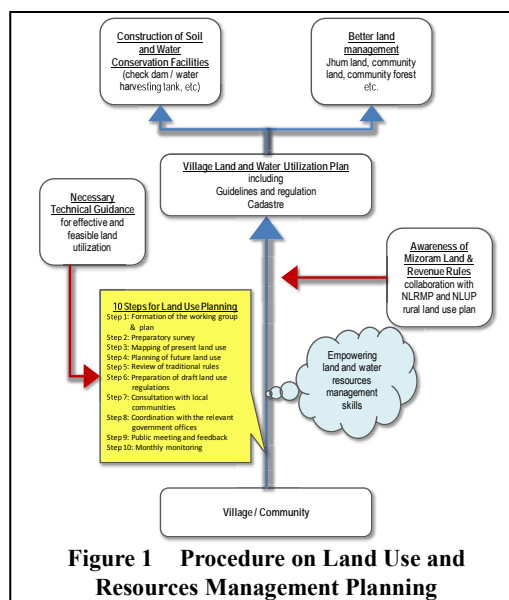 Construction of Soil
and Water
Conservation Facilities
(check dam / water
harvesting tank, etc)
Better land
management
Jhum land, community
land, community forest
etc.
Village Land and Water Utilization Plan
including
Guidelines and regulation
Cadastre
Necessary
Technical Guidance
for effective and
feasible land
utilization
Awareness of
Mizoram Land &
Revenue Rules
collaboration with
NLRMP and NLUP
rural land use plan
10 Steps for Land Use Planning
Step 1: Formation of the working group
& plan
Step 2: Preparatory survey
Step 3: Mapping of present land use
Step 4: Planning of future land use
Step 5: Review of traditional rules
Step 6: Preparation of draft land use
regulations
Step 7: Consultation with local
communities
Step 8: Coordination with the relevant
government offices
Step 9: Public meeting and feedback
Step 10: Monthly monitoring
Empowering
land and water
resources
management
skills
Village / Community
Figure 1 Procedure on Land Use and
Resources Management Planning